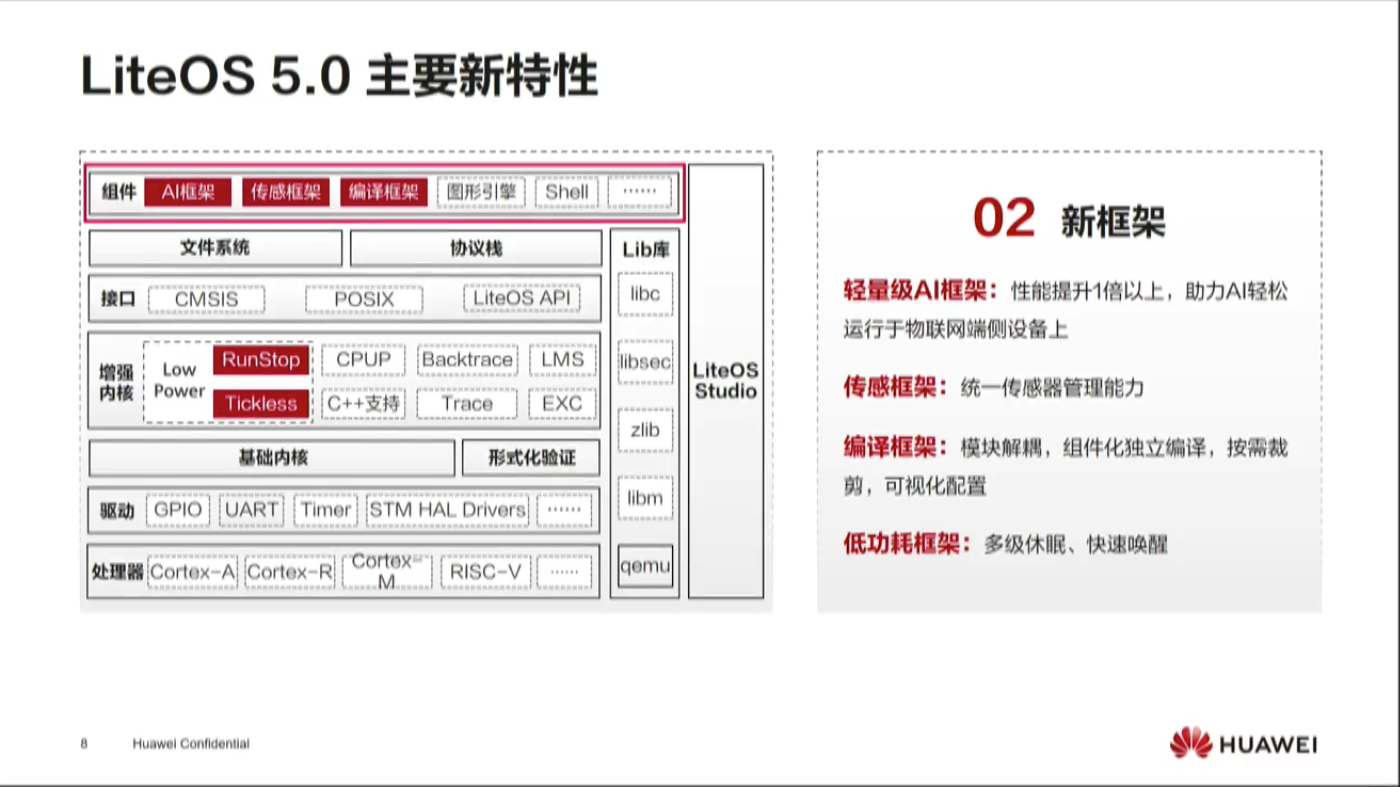 LiteOS 5.0 主要新特性
组件 AI框架 传感框架 编译框架 图形引擎 Shell ……
文件系统 协议栈
接口 CMSIS POSIX LiteOS API
增强
内核
Low
Power
RunStop CPUP Backtrace LMS
Tickless C++支持 Trace EXC
基础内核 形式化验证
驱动 GPIO UART Timer STM HAL Drivers ……
处理器 Cortex-A Cortex-R Cortex-
M
RISC-V ……
Lib库
libc
libsec
zlib
libm
qemu
LiteOS
Studio
02 新框架
轻量级AI框架：性能提升1倍以上，助力AI轻松
运行于物联网端侧设备上
传感框架：统一传感器管理能力
编译框架：模块解耦，组件化独立编译，按需裁
剪，可视化配置
低功耗框架：多级休眠、快速唤醒
8 Huawei Confidential
HUAWEI